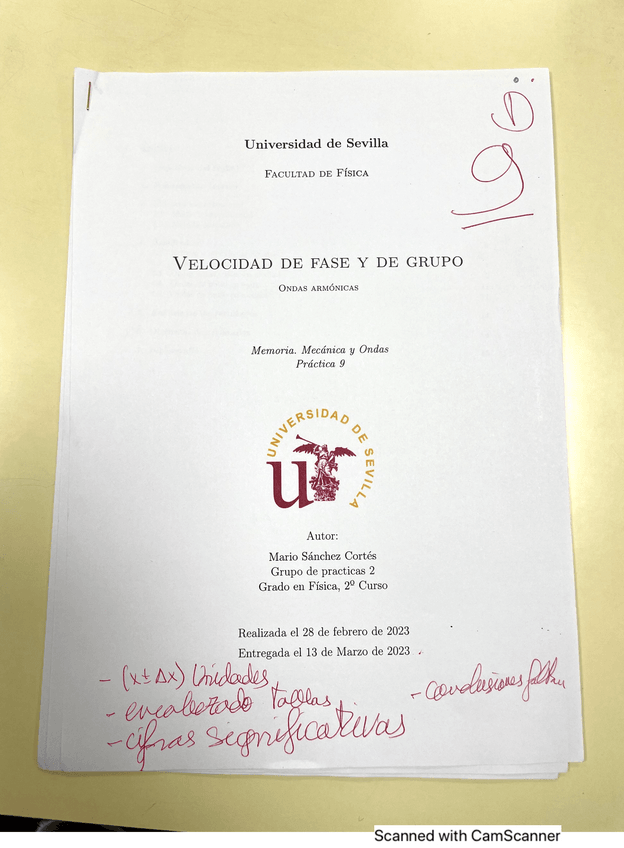 Universidad de Sevilla
Facultad de Física
Velocidad de fase y de grupo
Ondas armónicas
Memoria. Mecánica y Ondas
Práctica 9
UNIVERSIDAD DE SEVILLA
Autor:
Mario Sánchez Cortés
Grupo de practicas 2
Grado en Física, 2º Curso
Realizada el 28 de febrero de 2023
Entregada el 13 de Marzo de 2023
- (x ± Δx) Unidades
- encabezado tablas
- cifras significativas
- conclusiones faltan
Scanned with CamScanner